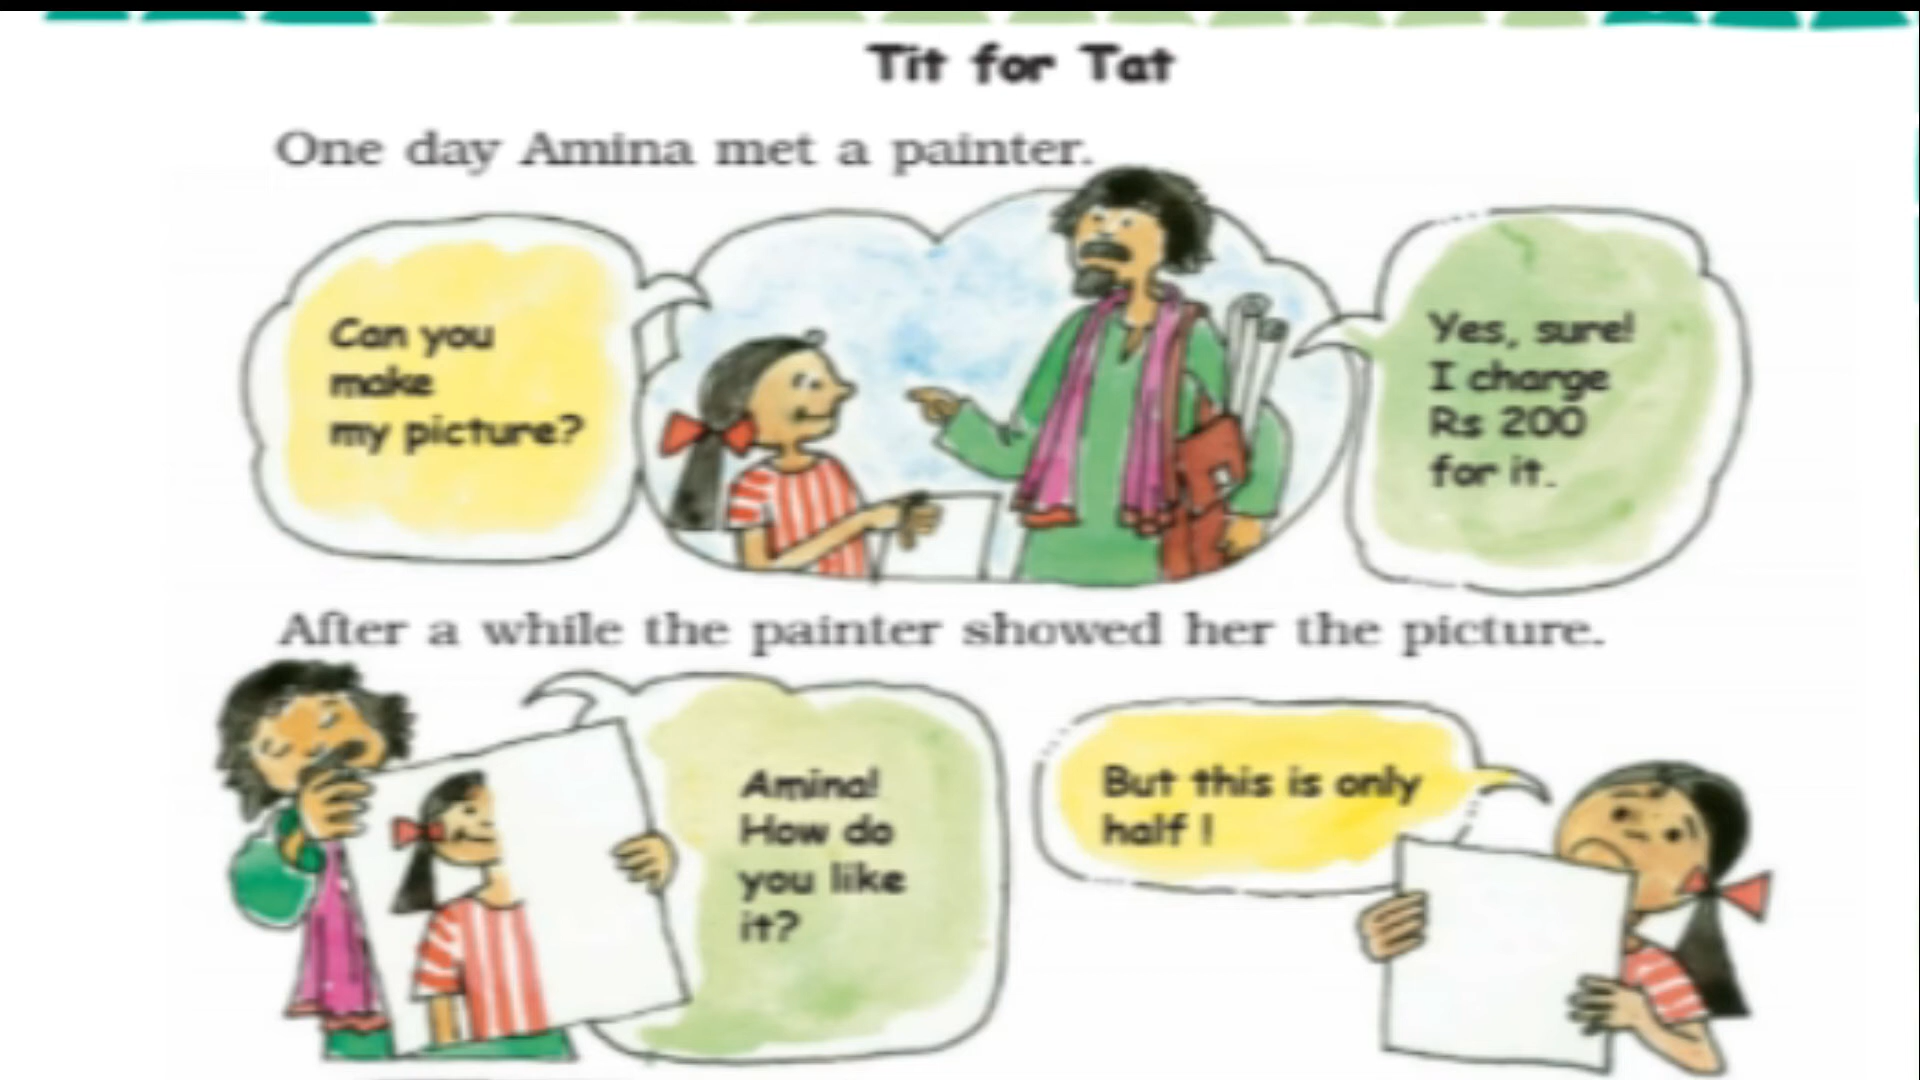 Tit for Tat
One day Amina met a painter.
Can you
make
my picture?
Yes, sure!
I charge
Rs 200
for it.
After a while the painter showed her the picture.
Amina!
How do
you like
it?
But this is only
half !